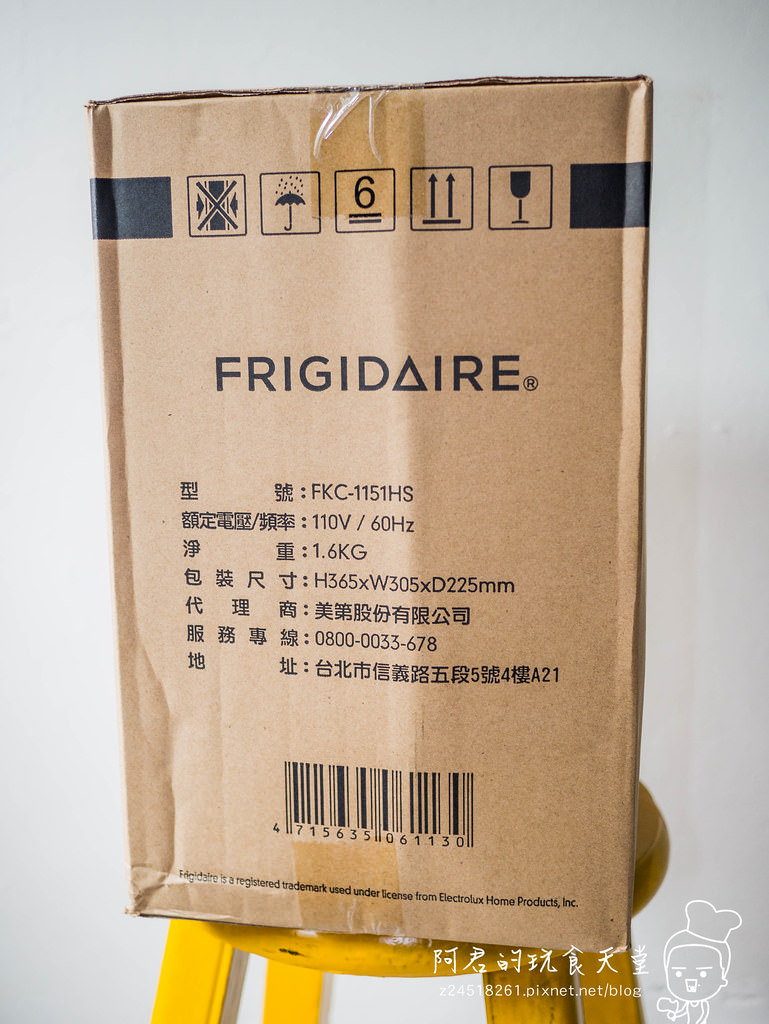 6
FRIGIDAIRE®
型號：FKC-1151HS
額定電壓/頻率：110V / 60Hz
淨重：1.6KG
包裝尺寸：H365xW305xD225mm
代理商：美第股份有限公司
服務專線：0800-0033-678
地址：台北市信義路五段5號4樓A21
4 715635 061130
Frigidaire is a registered trademark used under license from Electrolux Home Products, Inc.
阿君的玩食天堂
z24518261.pixnet.net/blog